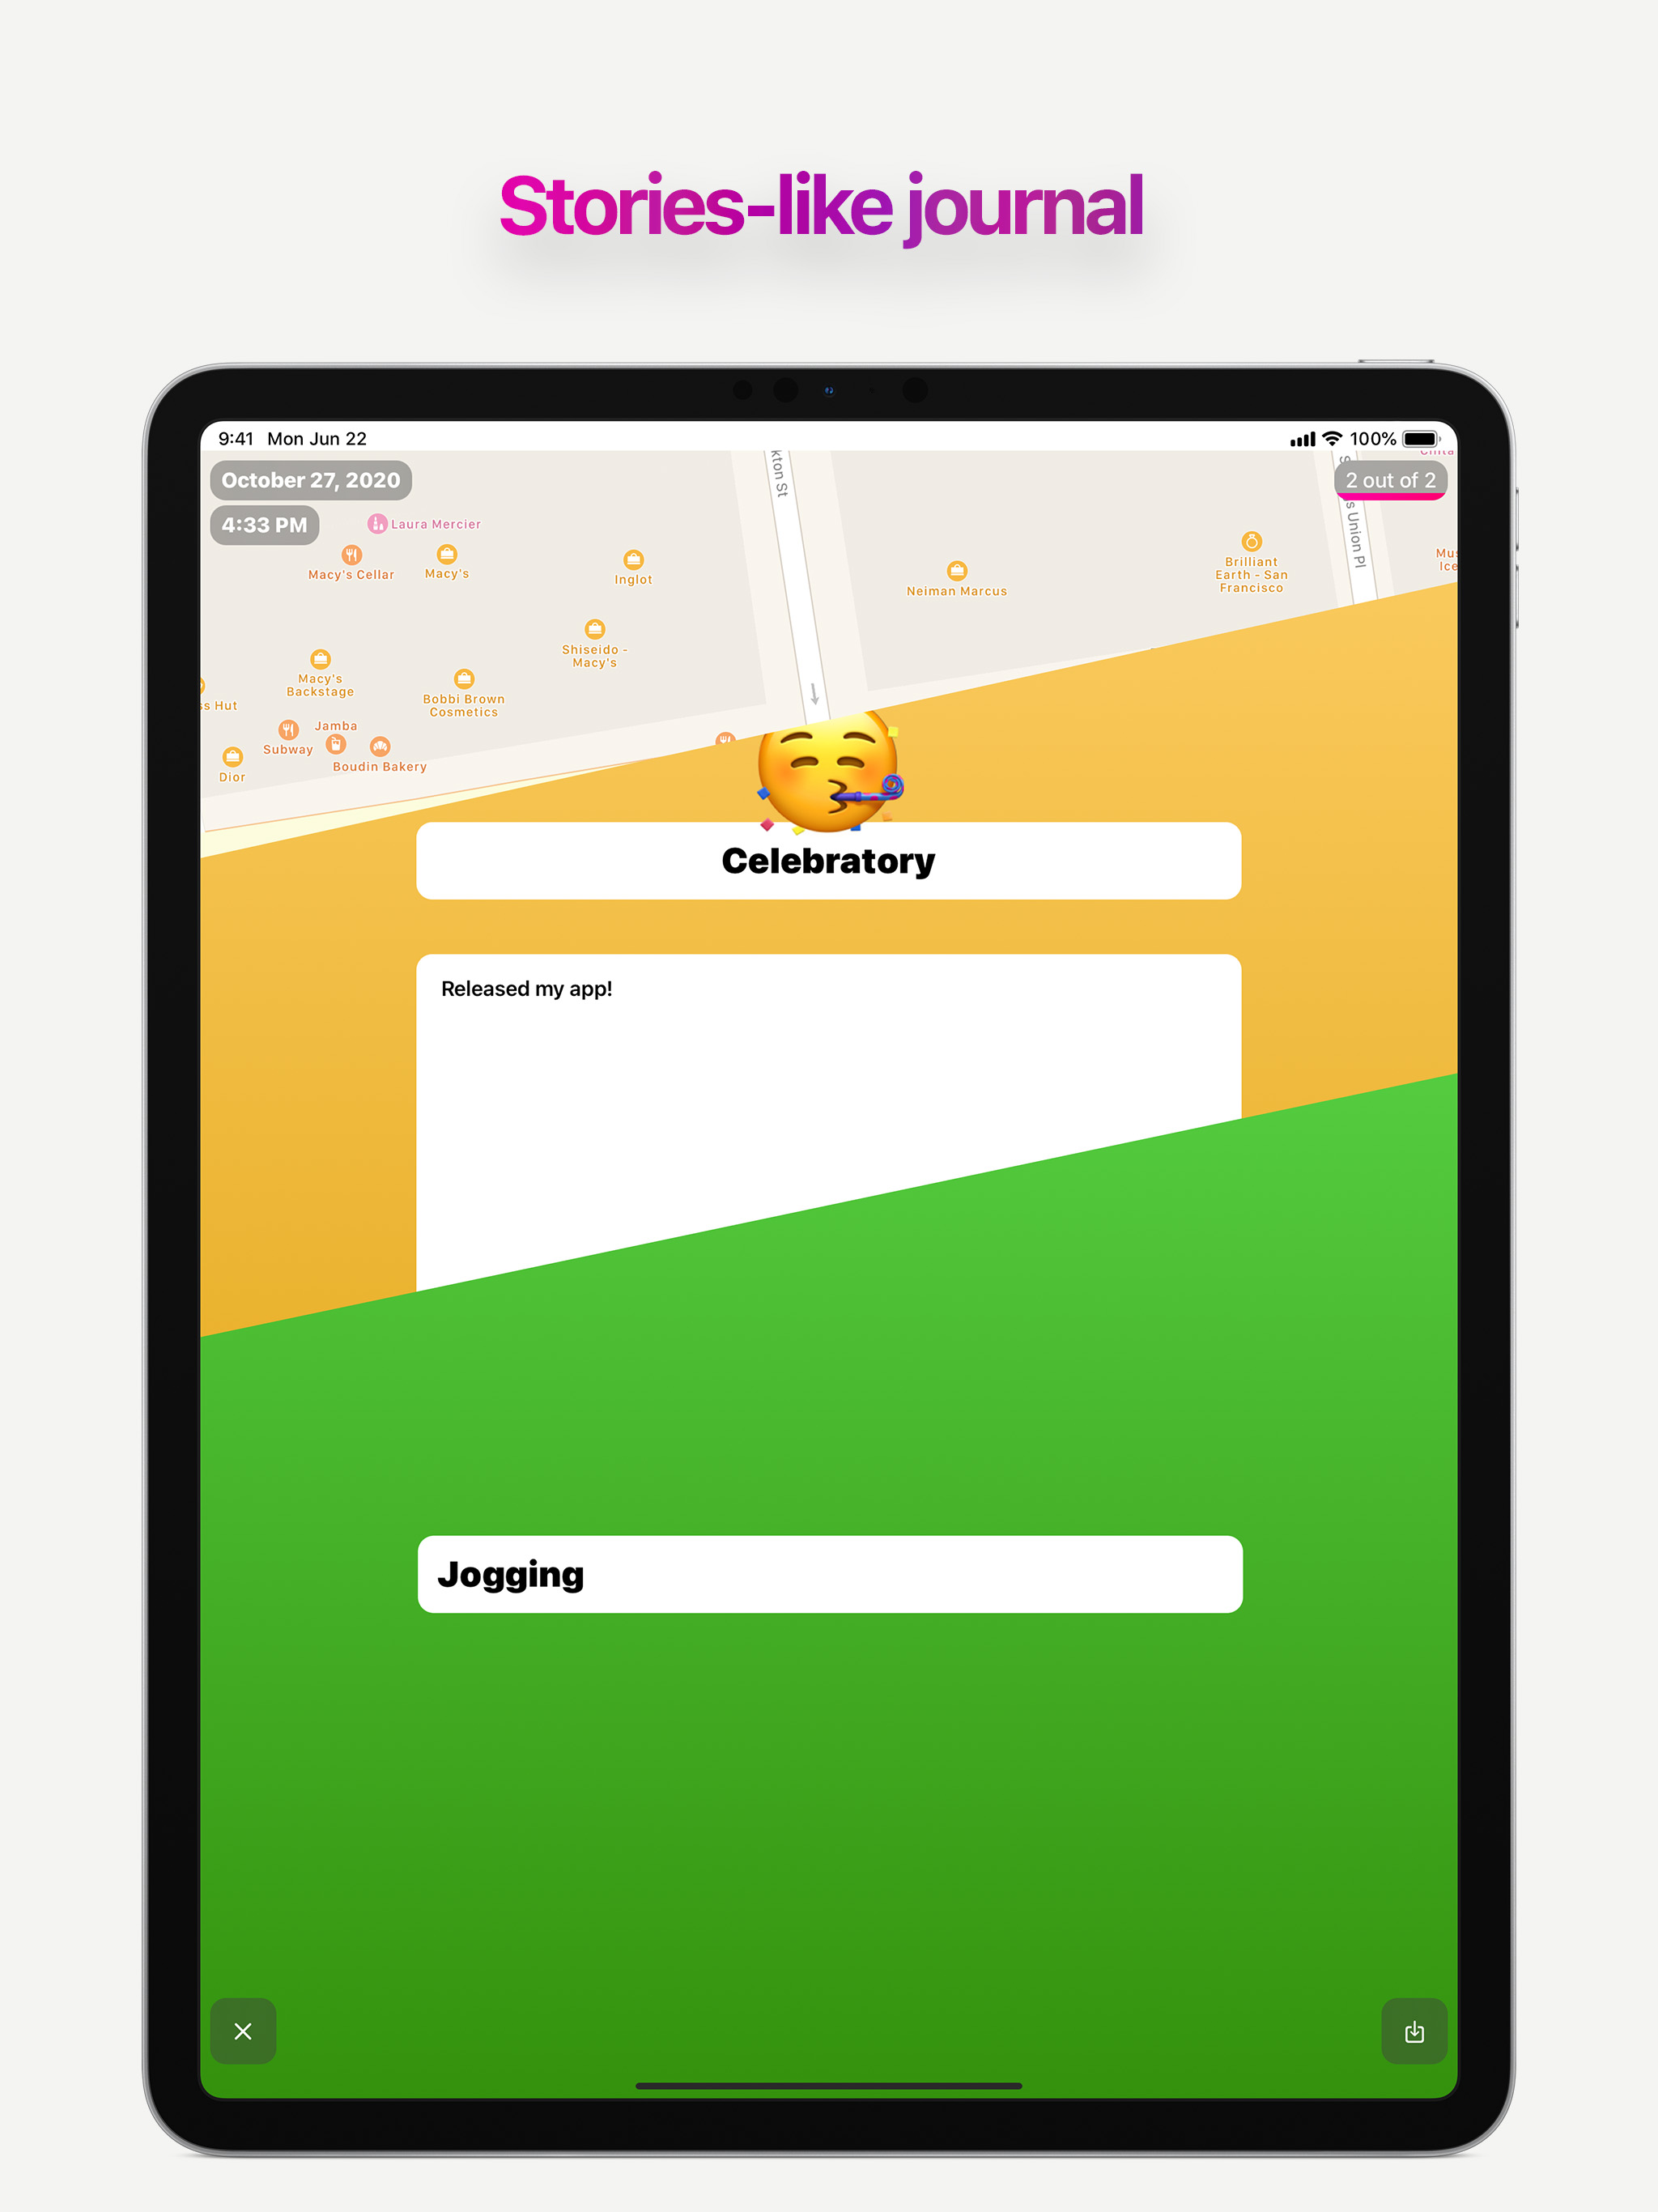 Stories-like journal
9:41 Mon Jun 22
100%
October 27, 2020
2 out of 2
4:33 PM
kton St
Laura Mercier
Macy's Cellar
Macy's
Inglot
Neiman Marcus
Brilliant
Earth - San
Francisco
s Union Pl
Mus
Ice
Shiseido -
Macy's
Macy's
Backstage
Bobbi Brown
Cosmetics
ss Hut
Jamba
Subway
Boudin Bakery
Dior
Celebratory
Released my app!
Jogging